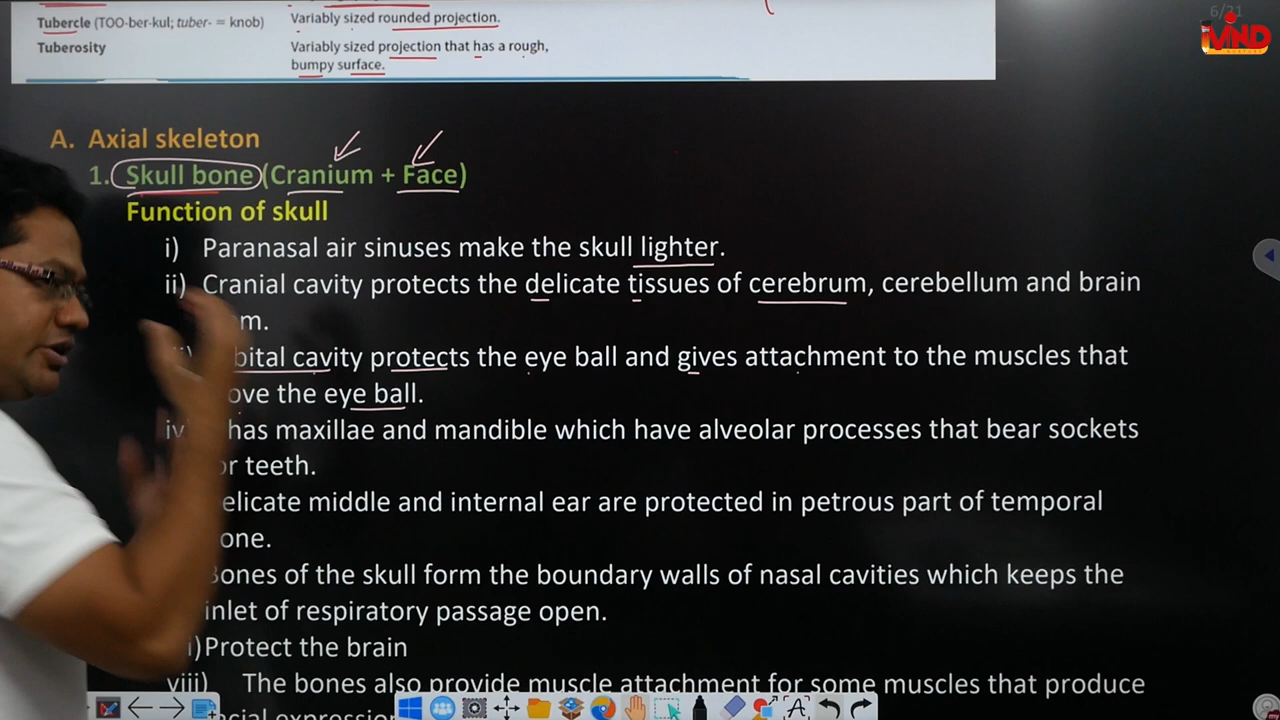 6/21
Tubercle (TOO-ber-kul; tuber- = knob) Variably sized rounded projection.
Tuberosity Variably sized projection that has a rough,
bumpy surface.
A. Axial skeleton
1. Skull bone (Cranium + Face)
Function of skull
i) Paranasal air sinuses make the skull lighter.
ii) Cranial cavity protects the delicate tissues of cerebrum, cerebellum and brain
cavity protects the eye ball and gives attachment to the muscles that
the eye ball.
has maxillae and mandible which have alveolar processes that bear sockets
teeth.
middle and internal ear are protected in petrous part of temporal
Bones of the skull form the boundary walls of nasal cavities which keeps the
inlet of respiratory passage open.
Protect the brain
viii) The bones also provide muscle attachment for some muscles that produce